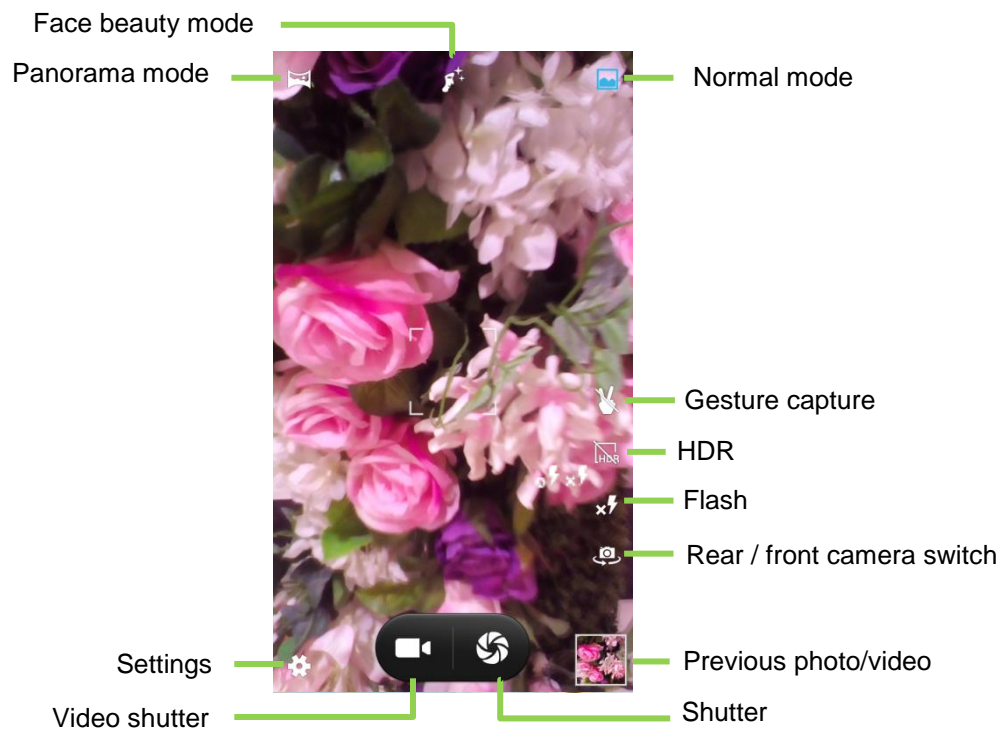 Face beauty mode
Panorama mode
Normal mode
Gesture capture
HDR
HDR
Flash
Rear / front camera switch
Settings
Previous photo/video
Video shutter
Shutter